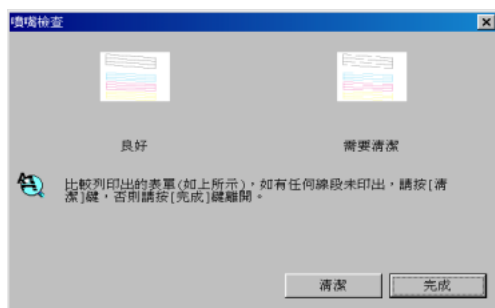 噴嘴檢查
良好 需要清潔
比較列印出的表單(如上所示)，如有任何線段未印出，請按[清
潔]鍵，否則請按[完成]鍵離開。
清潔 完成